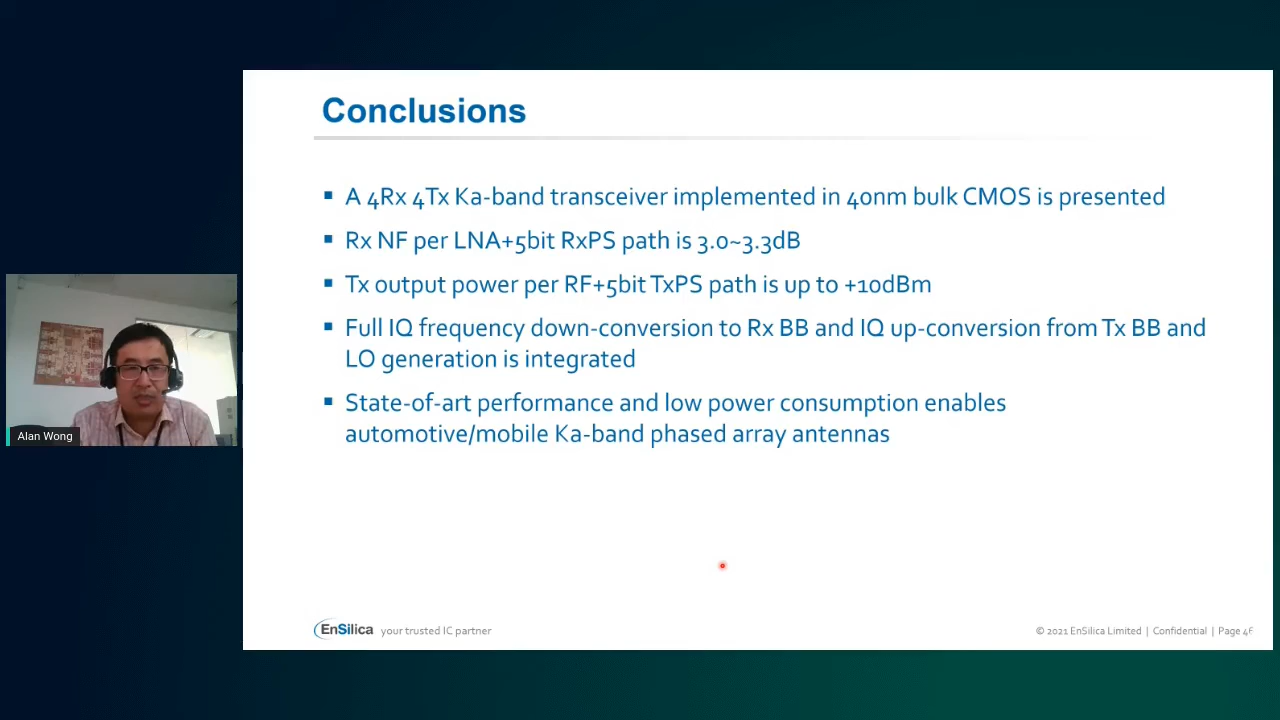 Conclusions
A 4Rx 4Tx Ka-band transceiver implemented in 40nm bulk CMOS is presented
Rx NF per LNA+5bit RxPS path is 3.0~3.3dB
Tx output power per RF+5bit TxPS path is up to +10dBm
Full IQ frequency down-conversion to Rx BB and IQ up-conversion from Tx BB and
LO generation is integrated
State-of-art performance and low power consumption enables
automotive/mobile Ka-band phased array antennas
Alan Wong
EnSilica your trusted IC partner
© 2021 EnSilica Limited | Confidential | Page